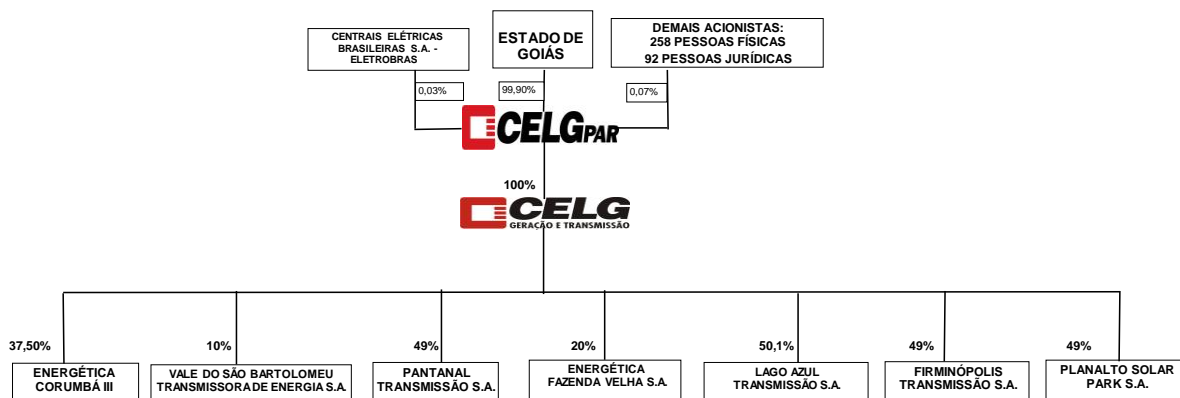 CENTRAIS ELÉTRICAS
BRASILEIRAS S.A. -
ELETROBRAS
ESTADO DE
GOIÁS
DEMAIS ACIONISTAS:
258 PESSOAS FÍSICAS
92 PESSOAS JURÍDICAS
0,03%
99,90%
0,07%
CELGPAR
100%
CELG
GERAÇÃO E TRANSMISSÃO
37,50%
10%
49%
20%
50,1%
49%
49%
ENERGÉTICA
CORUMBÁ III
VALE DO SÃO BARTOLOMEU
TRANSMISSORA DE ENERGIA S.A.
PANTANAL
TRANSMISSÃO S.A.
ENERGÉTICA
FAZENDA VELHA S.A.
LAGO AZUL
TRANSMISSÃO S.A.
FIRMINÓPOLIS
TRANSMISSÃO S.A.
PLANALTO SOLAR
PARK S.A.